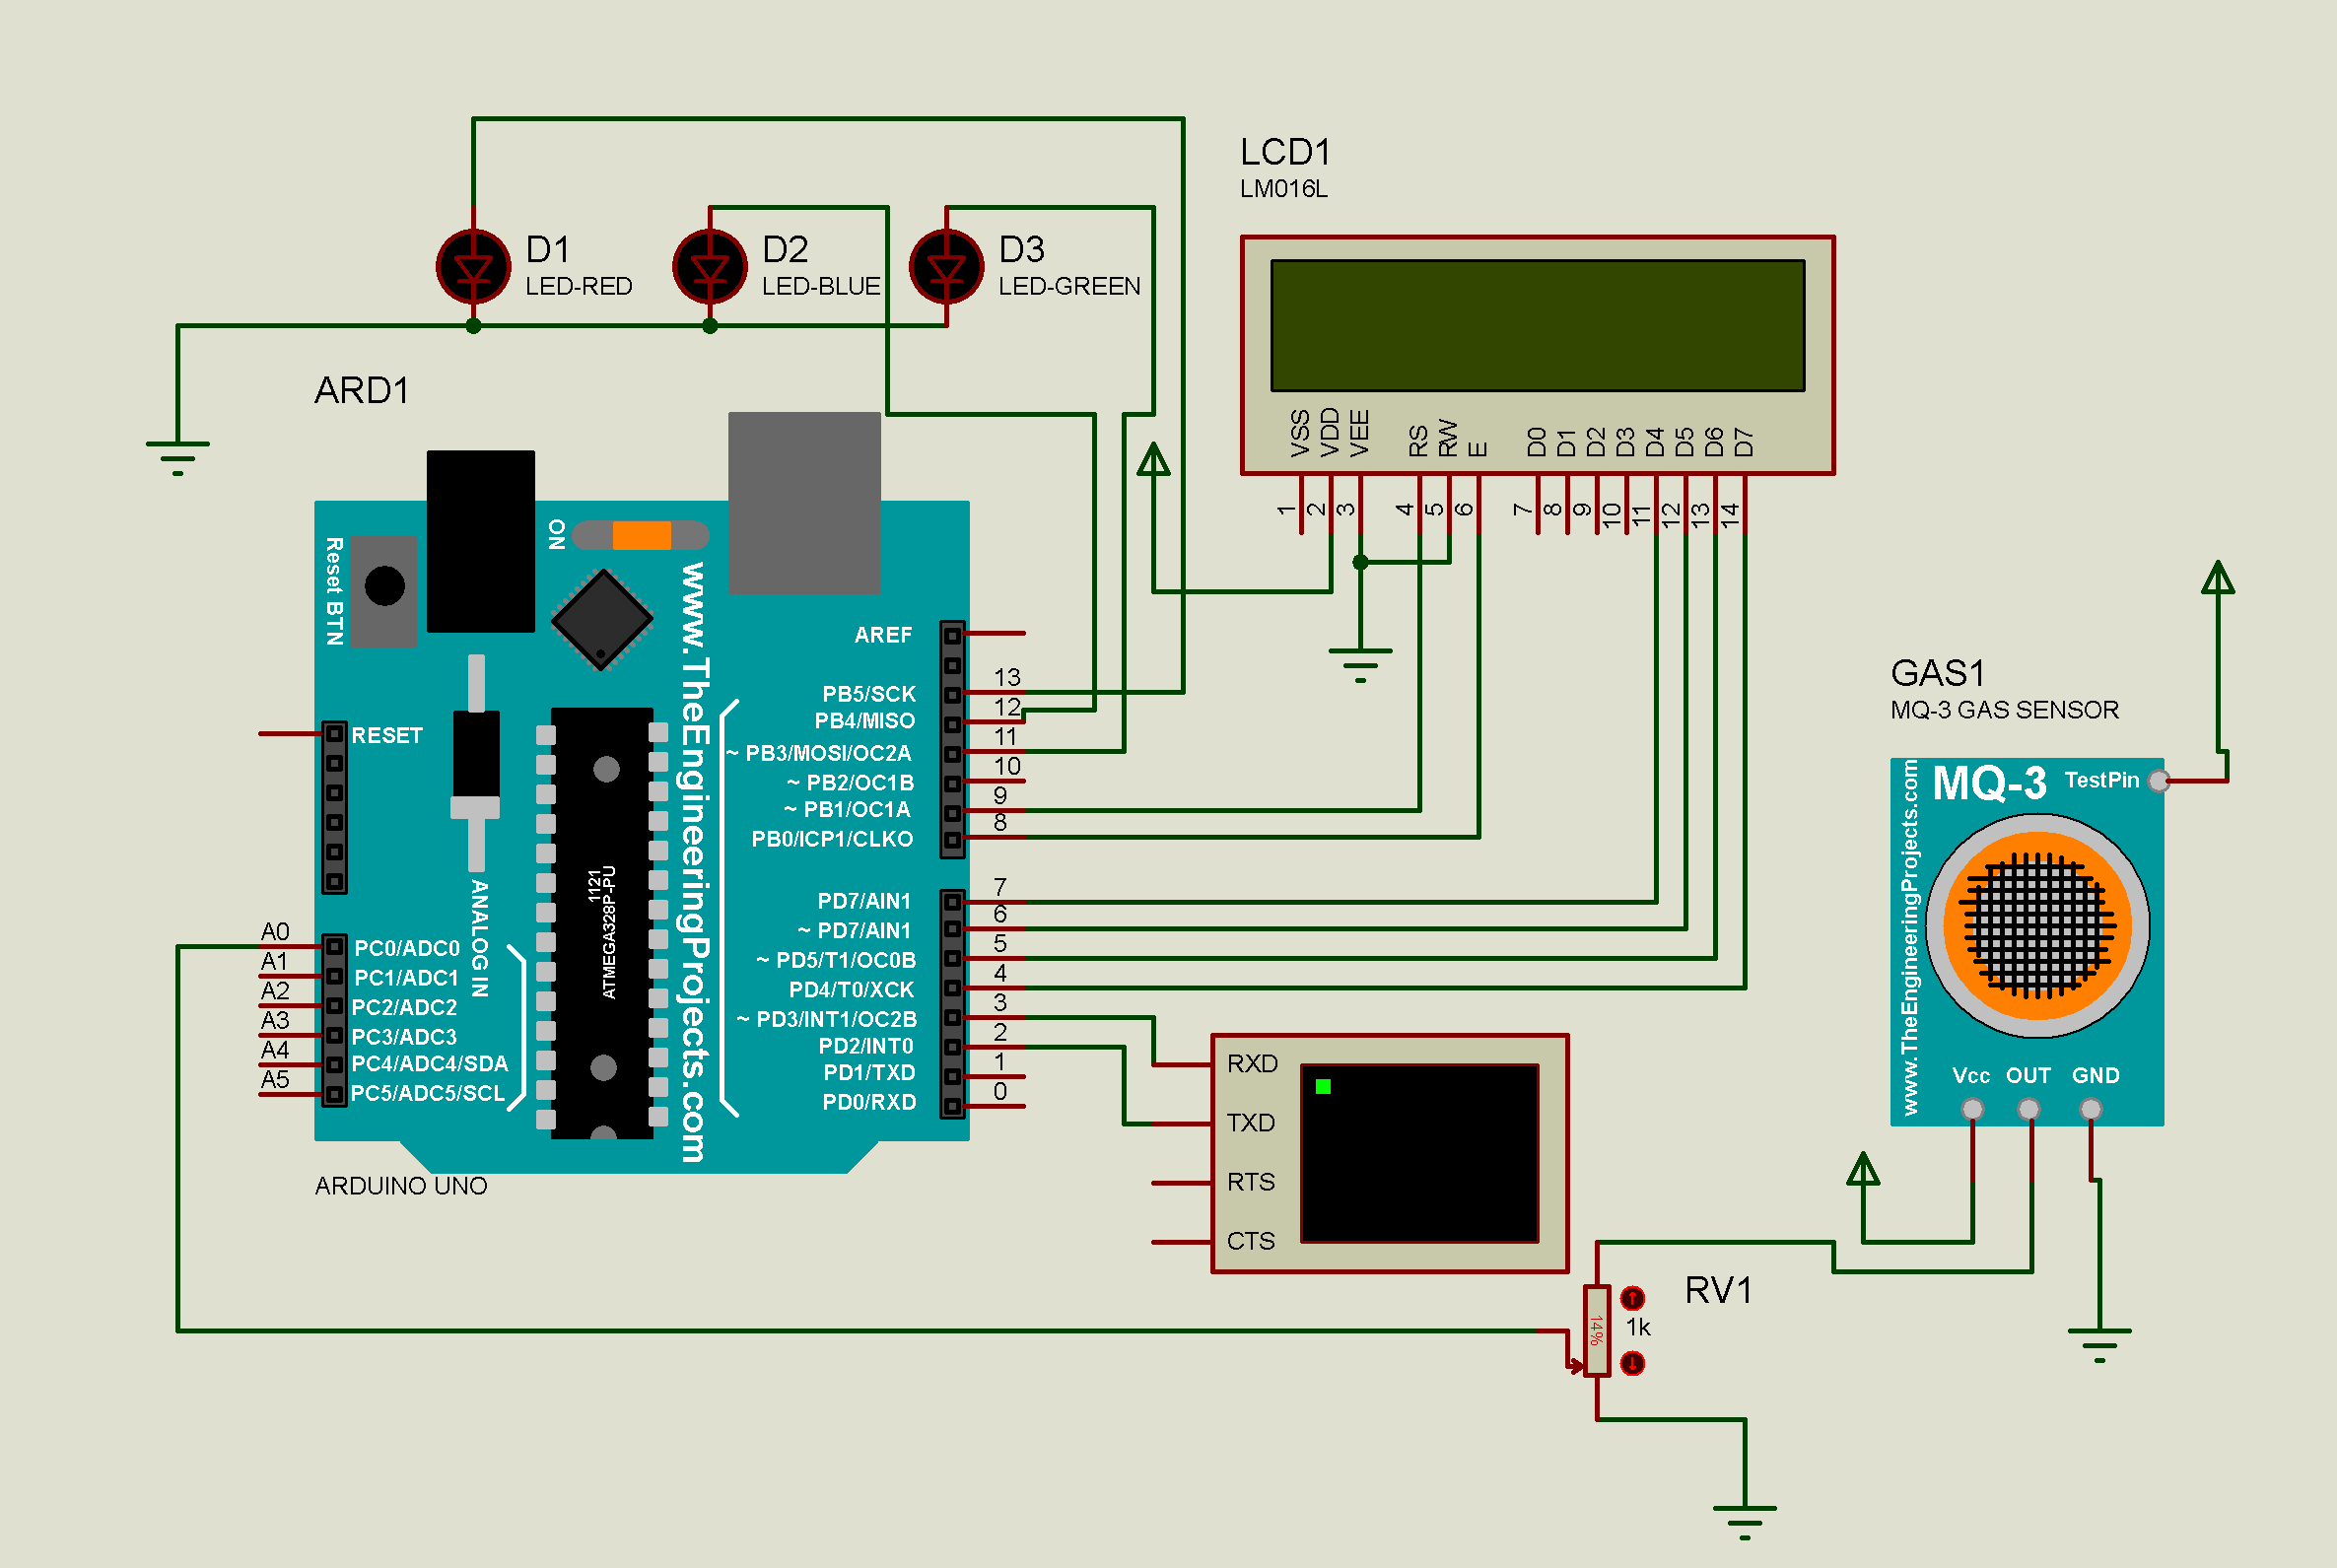 LCD1
LM016L
D1
LED-RED
D2
LED-BLUE
D3
LED-GREEN
ARD1
VSS
VDD
VEE
RS
RW
E
D0
D1
D2
D3
D4
D5
D6
D7
1
2
3
4
5
6
7
8
9
10
11
12
13
14
Reset BTN
ON
www.TheEngineeringProjects.com
AREF
PB5/SCK 13
PB4/MISO 12
~ PB3/MOSI/OC2A 11
~ PB2/OC1B 10
~ PB1/OC1A 9
PB0/ICP1/CLKO 8
PD7/AIN1 7
~ PD7/AIN1 6
~ PD5/T1/OC0B 5
PD4/T0/XCK 4
~ PD3/INT1/OC2B 3
PD2/INT0 2
PD1/TXD 1
PD0/RXD 0
RESET
ANALOG IN
1121
ATMEGA328P-PU
A0 PC0/ADC0
A1 PC1/ADC1
A2 PC2/ADC2
A3 PC3/ADC3
A4 PC4/ADC4/SDA
A5 PC5/ADC5/SCL
ARDUINO UNO
RXD
TXD
RTS
CTS
GAS1
MQ-3 GAS SENSOR
MQ-3 TestPin
www.TheEngineeringProjects.com
Vcc OUT GND
RV1
1k
14%